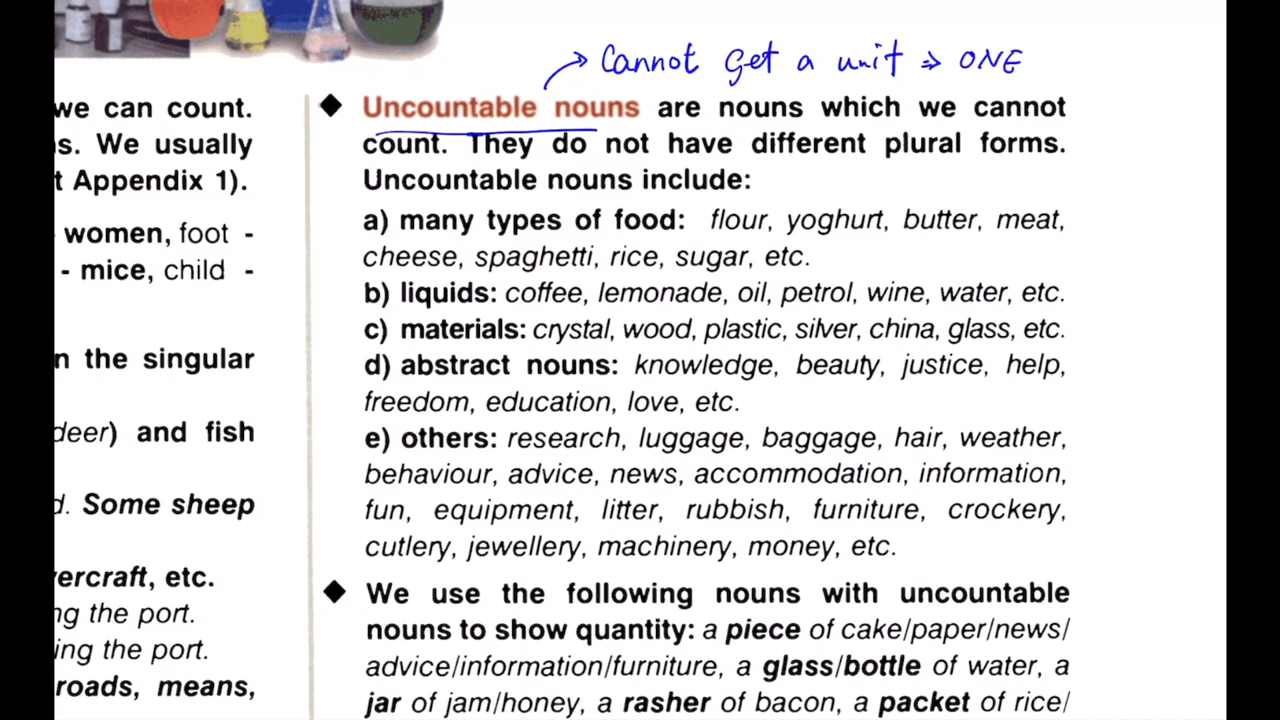 Cannot get a unit ⇒ ONE
we can count.
s. We usually
t Appendix 1).
women, foot -
- mice, child -
n the singular
deer) and fish
d. Some sheep
vercraft, etc.
ng the port.
ing the port.
roads, means,
◆ Uncountable nouns are nouns which we cannot
count. They do not have different plural forms.
Uncountable nouns include:
a) many types of food: flour, yoghurt, butter, meat,
cheese, spaghetti, rice, sugar, etc.
b) liquids: coffee, lemonade, oil, petrol, wine, water, etc.
c) materials: crystal, wood, plastic, silver, china, glass, etc.
d) abstract nouns: knowledge, beauty, justice, help,
freedom, education, love, etc.
e) others: research, luggage, baggage, hair, weather,
behaviour, advice, news, accommodation, information,
fun, equipment, litter, rubbish, furniture, crockery,
cutlery, jewellery, machinery, money, etc.
◆ We use the following nouns with uncountable
nouns to show quantity: a piece of cake/paper/news/
advice/information/furniture, a glass/bottle of water, a
jar of jam/honey, a rasher of bacon, a packet of rice/